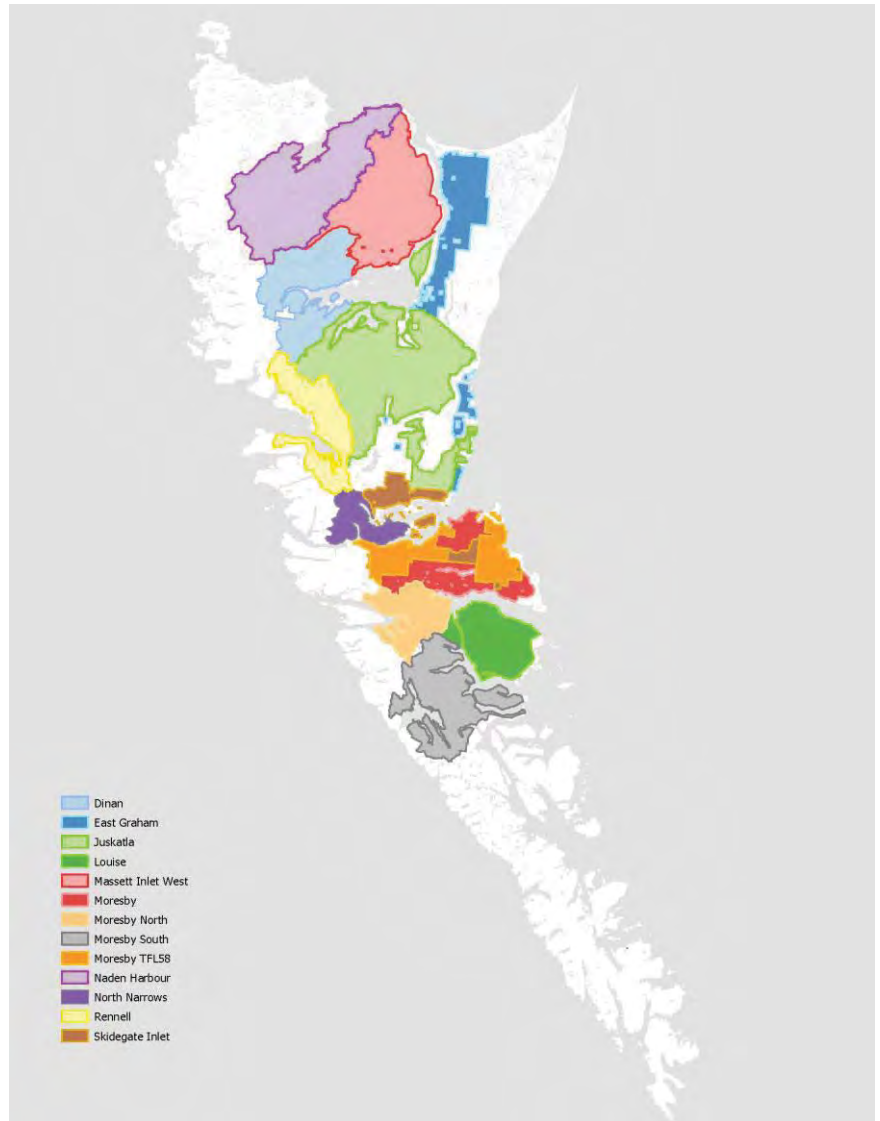 Dinan
East Graham
Juskatla
Louise
Massett Inlet West
Moresby
Moresby North
Moresby South
Moresby TFL58
Naden Harbour
North Narrows
Rennell
Skidegate Inlet